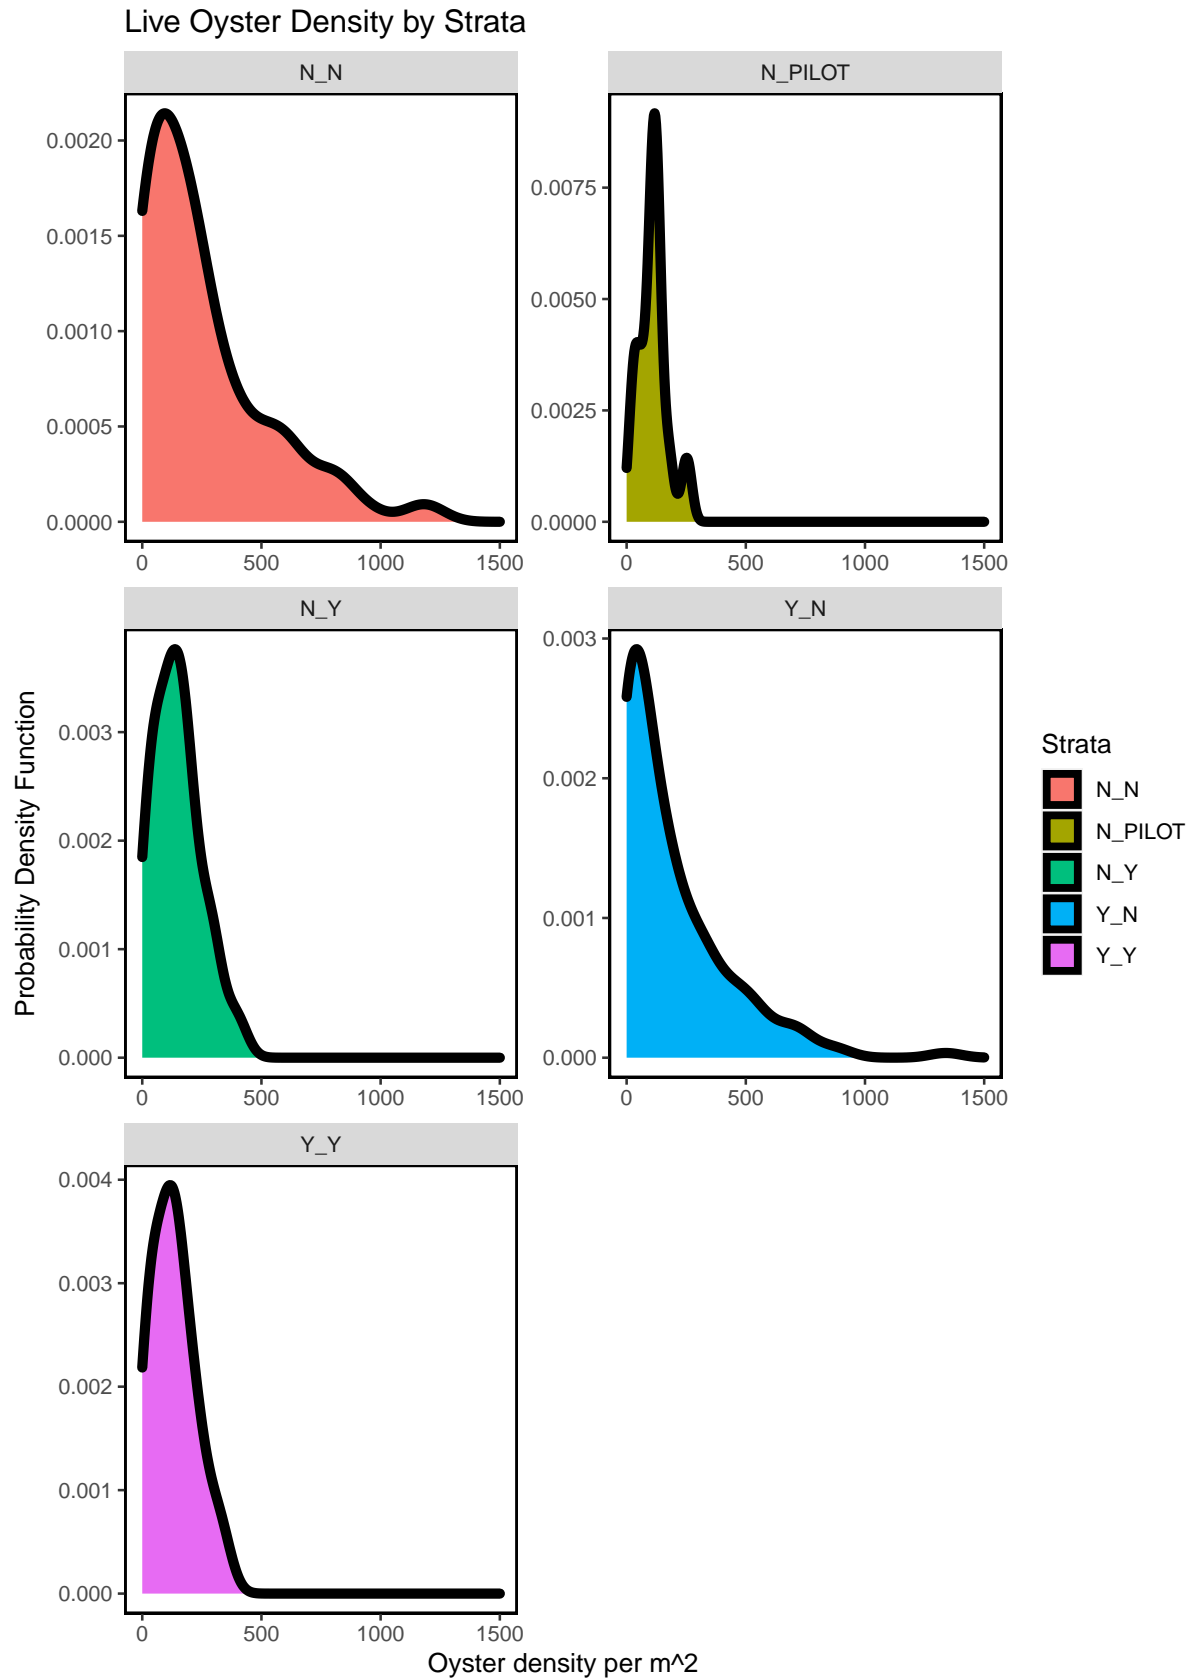 Live Oyster Density by Strata
N_N
N_PILOT
0.0020
0.0015
0.0010
0.0005
0.0000
0 500 1000 1500
0.0075
0.0050
0.0025
0.0000
0 500 1000 1500
N_Y
Y_N
0.003
0.002
0.001
0.000
0 500 1000 1500
0.003
0.002
0.001
0.000
0 500 1000 1500
Y_Y
0.004
0.003
0.002
0.001
0.000
0 500 1000 1500
Probability Density Function
Oyster density per m^2
Strata
N_N
N_PILOT
N_Y
Y_N
Y_Y